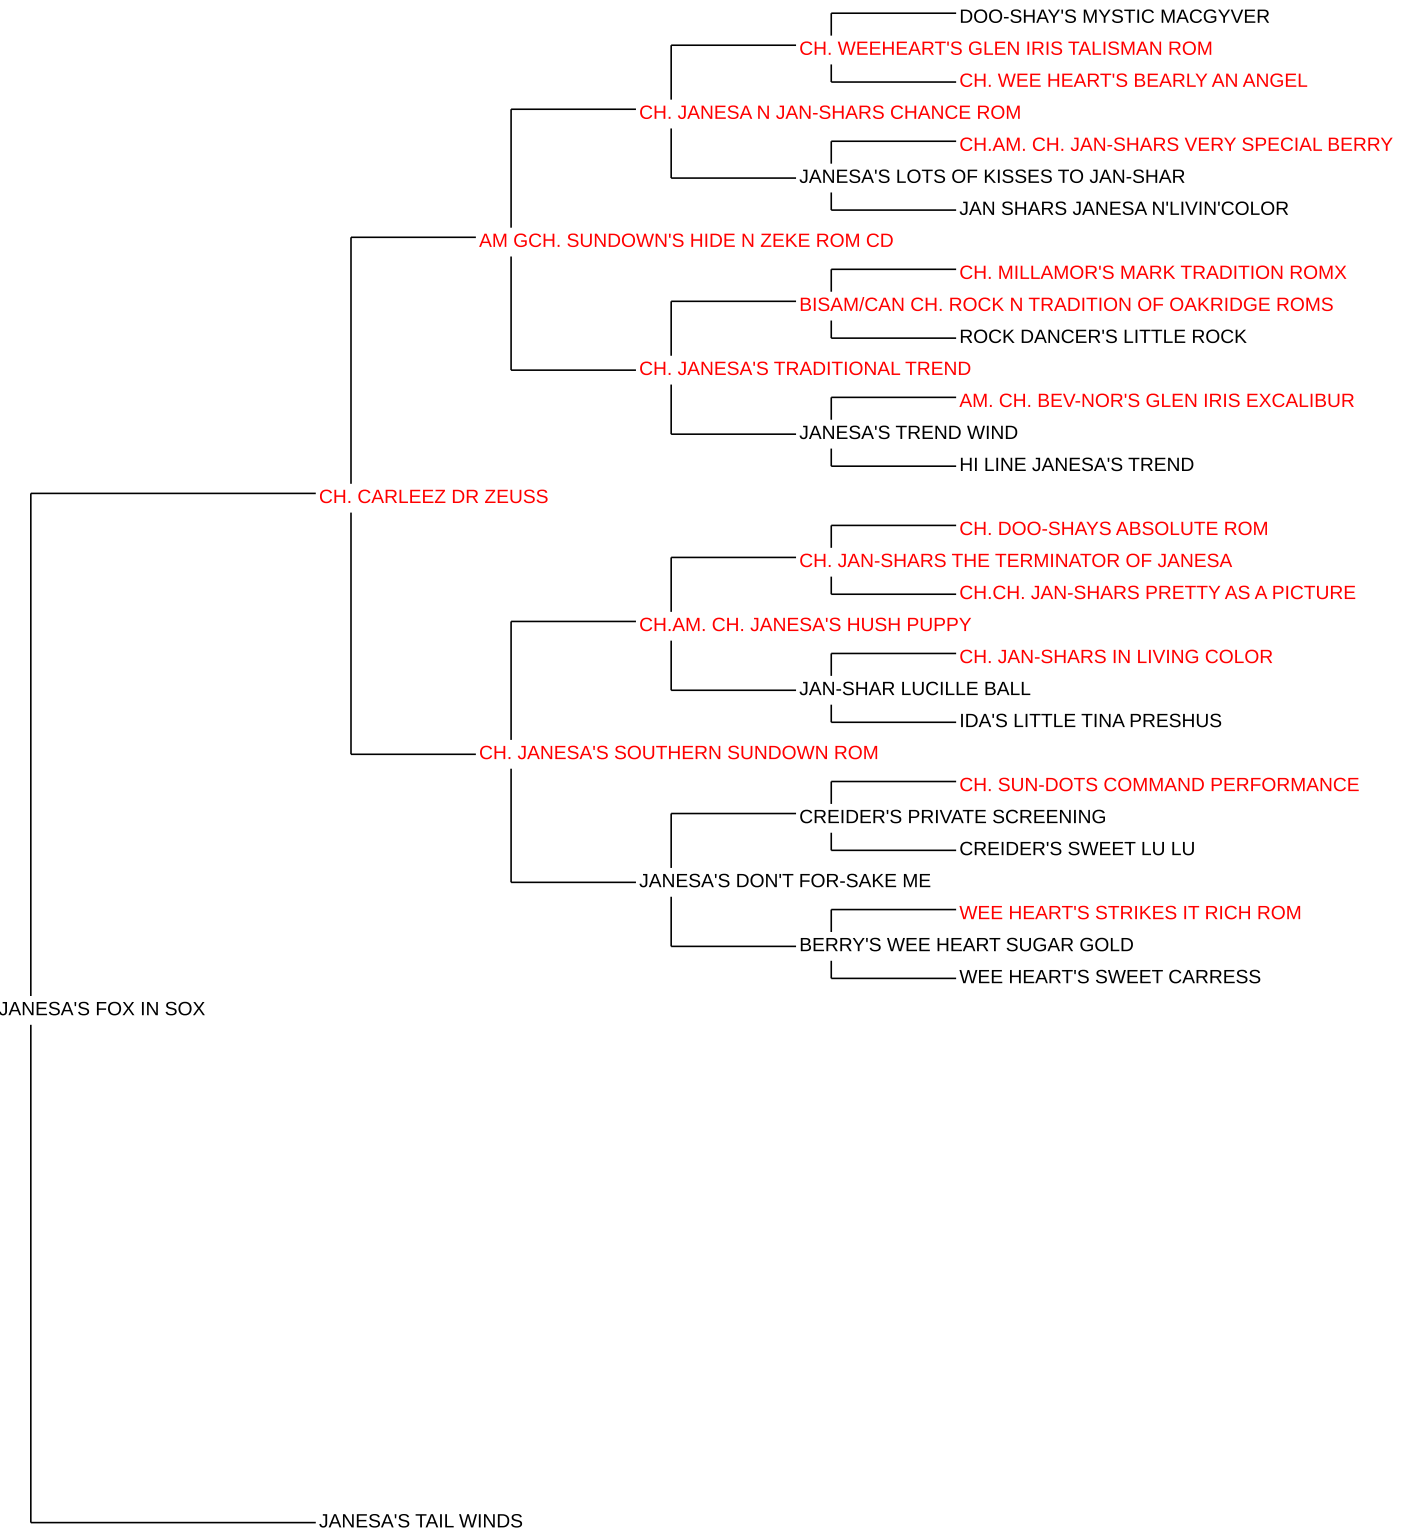 DOO-SHAY'S MYSTIC MACGYVER
CH. WEEHEART'S GLEN IRIS TALISMAN ROM
CH. WEE HEART'S BEARLY AN ANGEL
CH. JANESA N JAN-SHARS CHANCE ROM
CH.AM. CH. JAN-SHARS VERY SPECIAL BERRY
JANESA'S LOTS OF KISSES TO JAN-SHAR
JAN SHARS JANESA N'LIVIN'COLOR
AM GCH. SUNDOWN'S HIDE N ZEKE ROM CD
CH. MILLAMOR'S MARK TRADITION ROMX
BISAM/CAN CH. ROCK N TRADITION OF OAKRIDGE ROMS
ROCK DANCER'S LITTLE ROCK
CH. JANESA'S TRADITIONAL TREND
AM. CH. BEV-NOR'S GLEN IRIS EXCALIBUR
JANESA'S TREND WIND
HI LINE JANESA'S TREND
CH. CARLEEZ DR ZEUSS
CH. DOO-SHAYS ABSOLUTE ROM
CH. JAN-SHARS THE TERMINATOR OF JANESA
CH.CH. JAN-SHARS PRETTY AS A PICTURE
CH.AM. CH. JANESA'S HUSH PUPPY
CH. JAN-SHARS IN LIVING COLOR
JAN-SHAR LUCILLE BALL
IDA'S LITTLE TINA PRESHUS
CH. JANESA'S SOUTHERN SUNDOWN ROM
CH. SUN-DOTS COMMAND PERFORMANCE
CREIDER'S PRIVATE SCREENING
CREIDER'S SWEET LU LU
JANESA'S DON'T FOR-SAKE ME
WEE HEART'S STRIKES IT RICH ROM
BERRY'S WEE HEART SUGAR GOLD
WEE HEART'S SWEET CARRESS
JANESA'S FOX IN SOX
JANESA'S TAIL WINDS